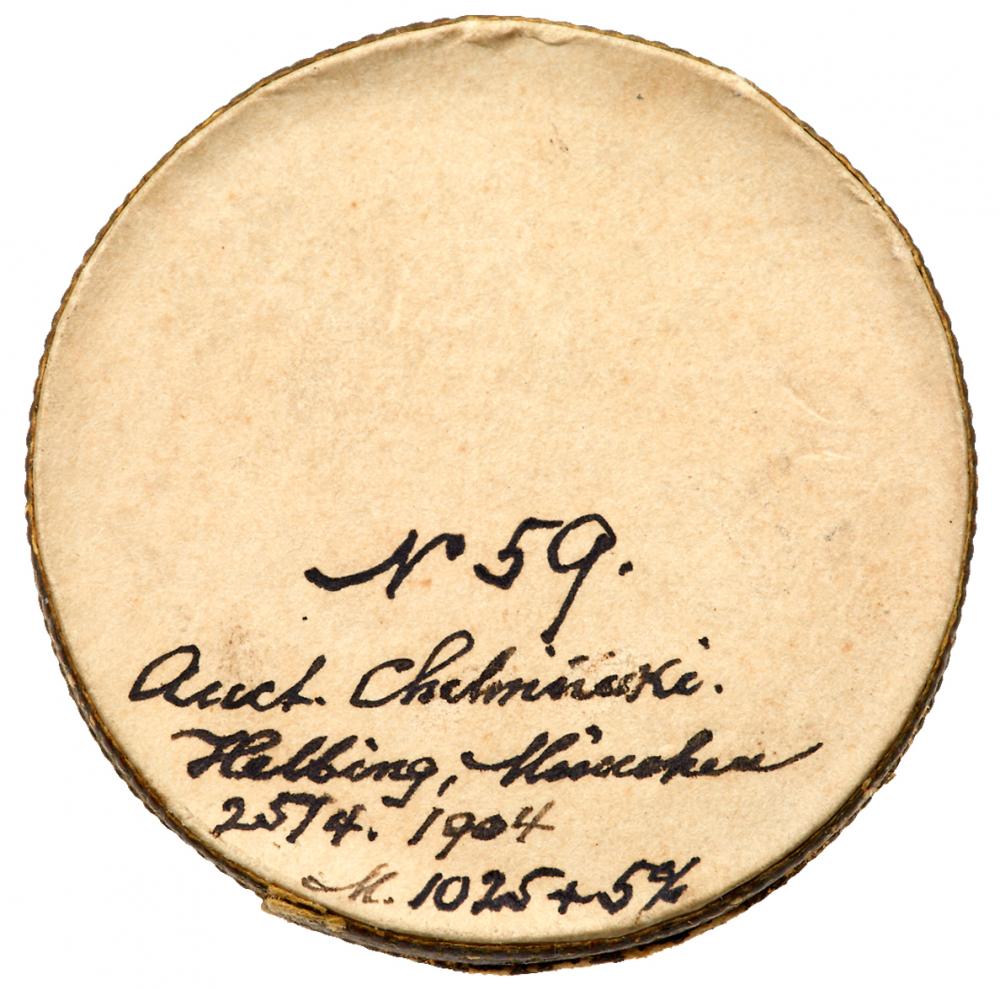 N 59.
Auct. Chelminski.
Helbing, München
25/4. 1904
M. 1025 + 5%